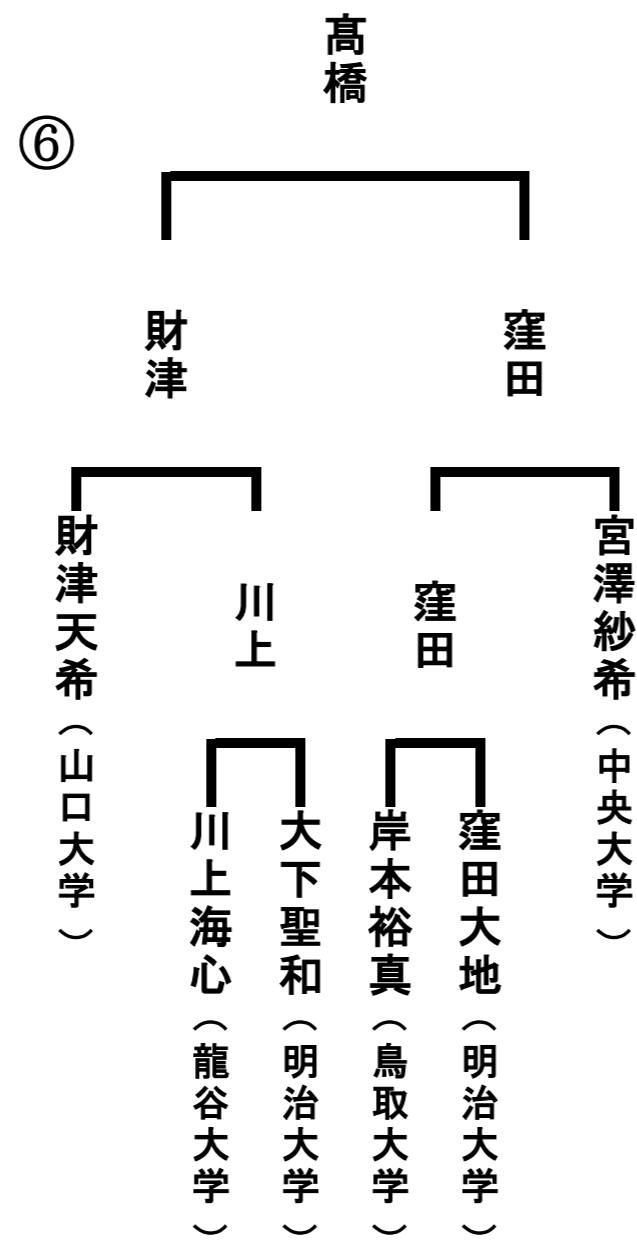 髙橋
⑥
財津
窪田
財津天希（山口大学）
川上
窪田
宮澤紗希（中央大学）
川上海心（龍谷大学）
大下聖和（明治大学）
岸本裕真（鳥取大学）
窪田大地（明治大学）